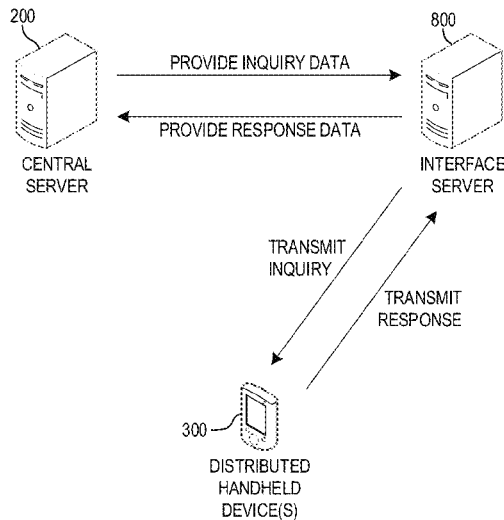 200
800
PROVIDE INQUIRY DATA
PROVIDE RESPONSE DATA
CENTRAL
SERVER
INTERFACE
SERVER
TRANSMIT
INQUIRY
TRANSMIT
RESPONSE
300
DISTRIBUTED
HANDHELD
DEVICE(S)